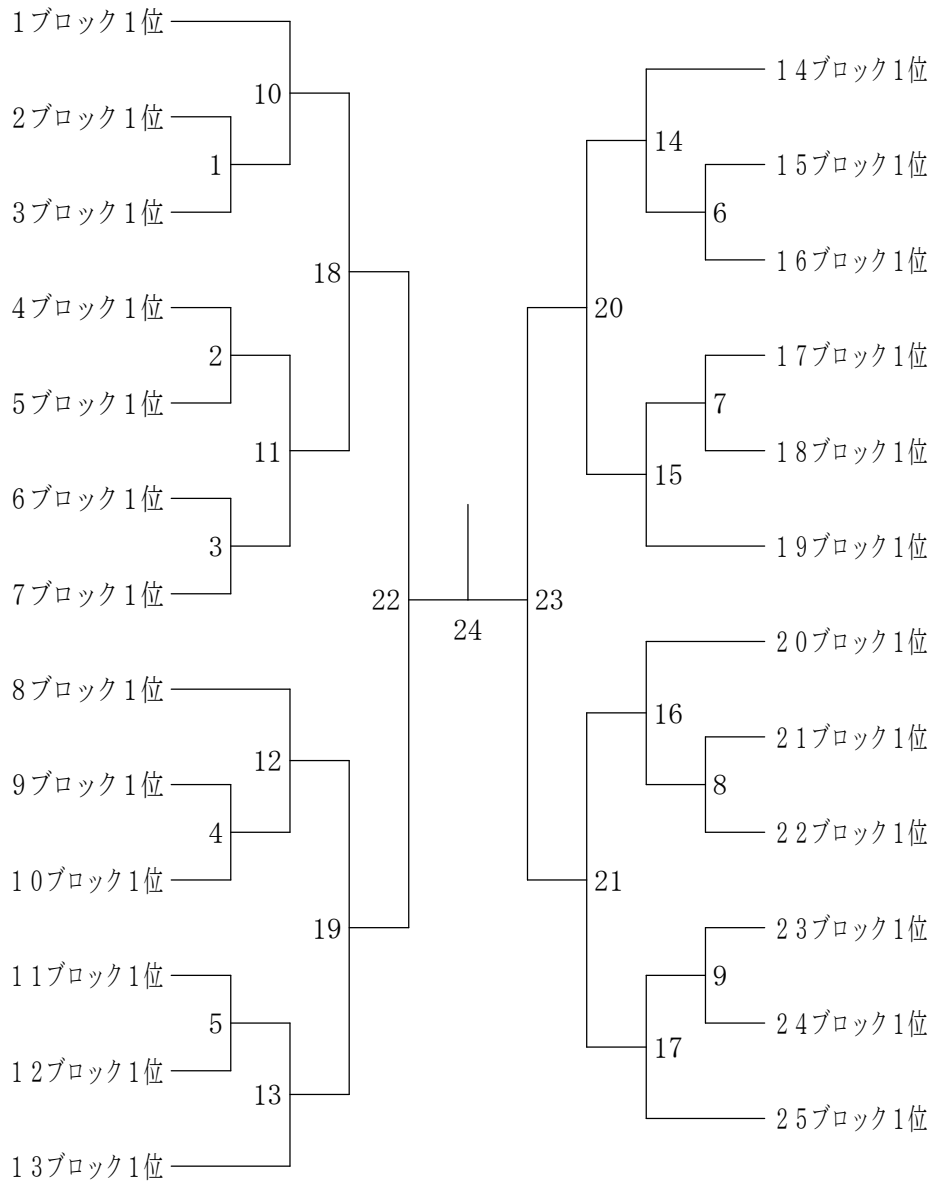 1ブロック1位
2ブロック1位
3ブロック1位
4ブロック1位
5ブロック1位
6ブロック1位
7ブロック1位
8ブロック1位
9ブロック1位
10ブロック1位
11ブロック1位
12ブロック1位
13ブロック1位
1
2
3
4
5
10
11
12
13
18
19
22
24
23
20
21
14
15
16
17
6
7
8
9
14ブロック1位
15ブロック1位
16ブロック1位
17ブロック1位
18ブロック1位
19ブロック1位
20ブロック1位
21ブロック1位
22ブロック1位
23ブロック1位
24ブロック1位
25ブロック1位